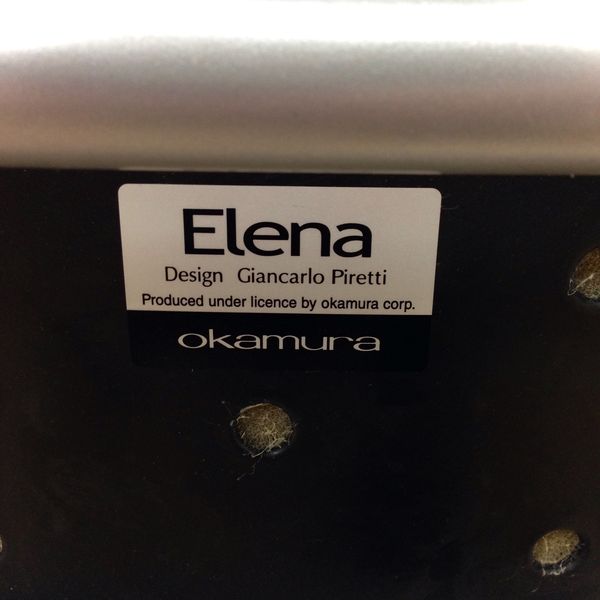 Elena
Design Giancarlo Piretti
Produced under licence by okamura corp.
okamura